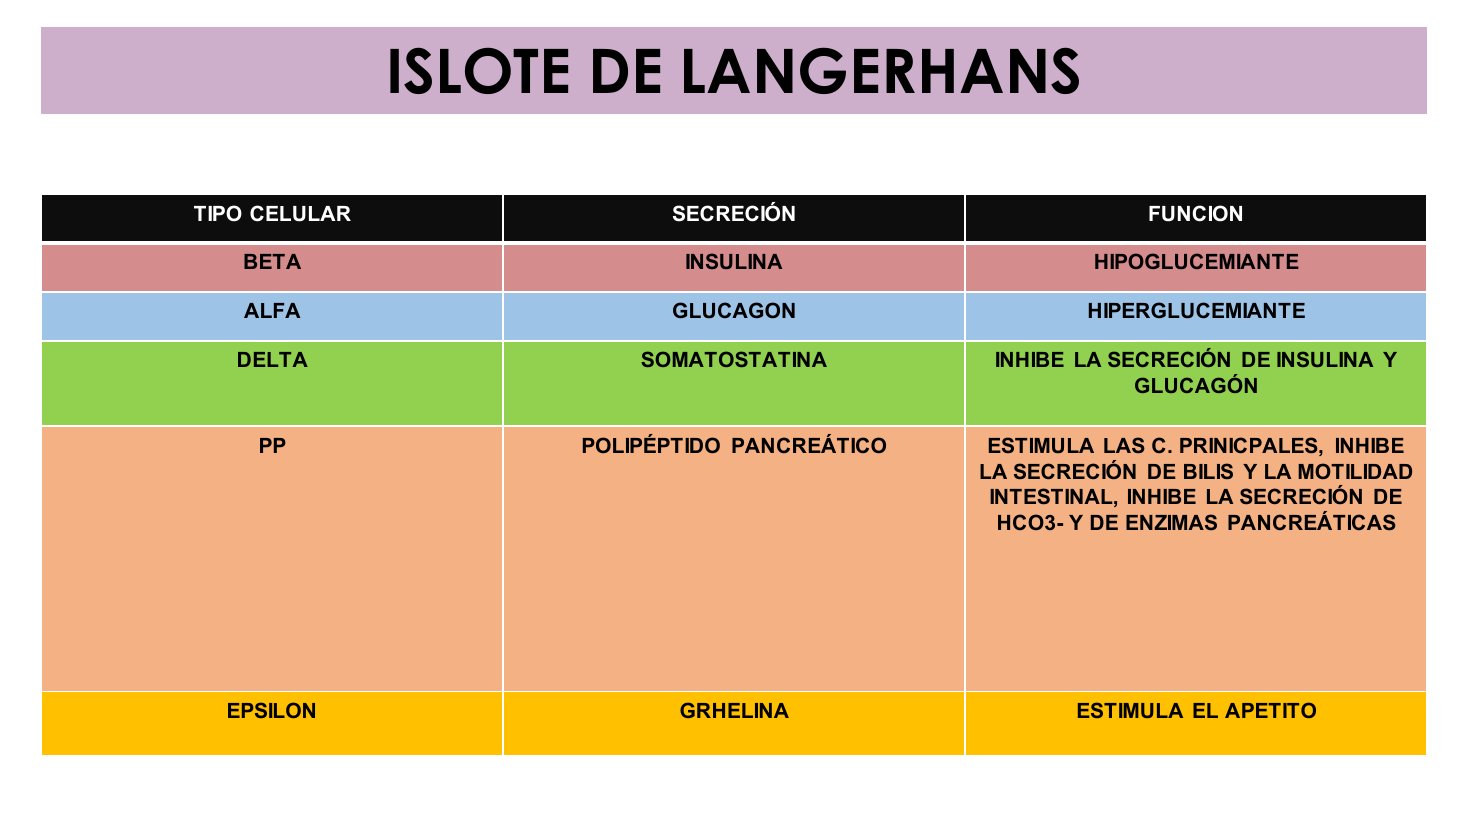 ISLOTE DE LANGERHANS
TIPO CELULAR SECRECIÓN FUNCION
BETA INSULINA HIPOGLUCEMIANTE
ALFA GLUCAGON HIPERGLUCEMIANTE
DELTA SOMATOSTATINA INHIBE LA SECRECIÓN DE INSULINA Y
GLUCAGÓN
PP POLIPÉPTIDO PANCREÁTICO ESTIMULA LAS C. PRINICPALES, INHIBE
LA SECRECIÓN DE BILIS Y LA MOTILIDAD
INTESTINAL, INHIBE LA SECRECIÓN DE
HCO3- Y DE ENZIMAS PANCREÁTICAS
EPSILON GRHELINA ESTIMULA EL APETITO